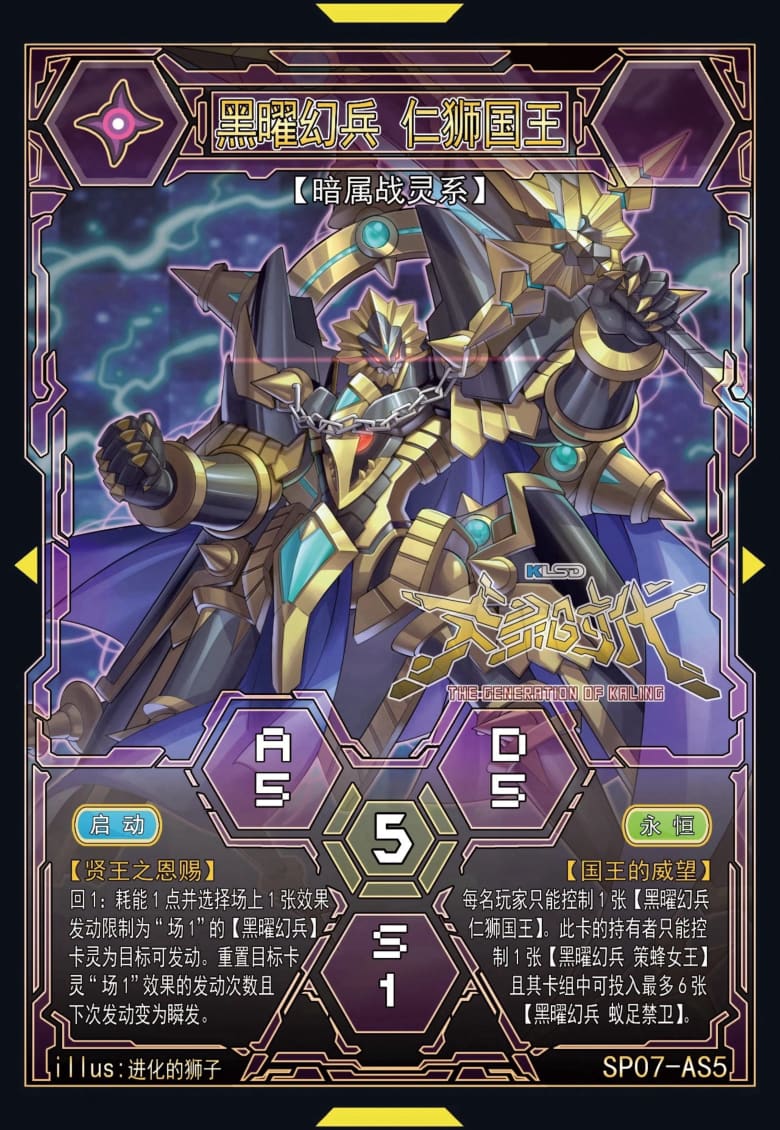 黑曜幻兵 仁狮国王
【暗属战灵系】
KLSD
THE GENERATION OF KALING
A
5
D
5
5
S
1
启动
【贤王之恩赐】
回1：耗能1点并选择场上1张效果
发动限制为“场1”的【黑曜幻兵】
卡灵为目标可发动。重置目标卡
灵“场1”效果的发动次数且
下次发动变为瞬发。
永恒
【国王的威望】
每名玩家只能控制1张【黑曜幻兵
仁狮国王】。此卡的持有者只能控
制1张【黑曜幻兵 策蜂女王】
且其卡组中可投入最多6张
【黑曜幻兵 蚁足禁卫】。
illus:进化的狮子
SP07-AS5